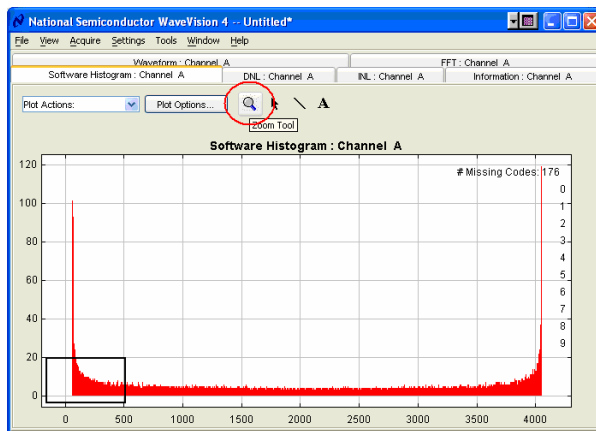 National Semiconductor WaveVision 4 -- Untitled*
File View Acquire Settings Tools Window Help
Waveform : Channel A FFT : Channel A
Software Histogram : Channel A DNL : Channel A INL : Channel A Information : Channel A
Plot Actions: Plot Options... A
Zoom Tool
Software Histogram : Channel A
# Missing Codes: 176
0
1
2
3
4
5
6
7
8
9
120
100
80
60
40
20
0
0 500 1000 1500 2000 2500 3000 3500 4000